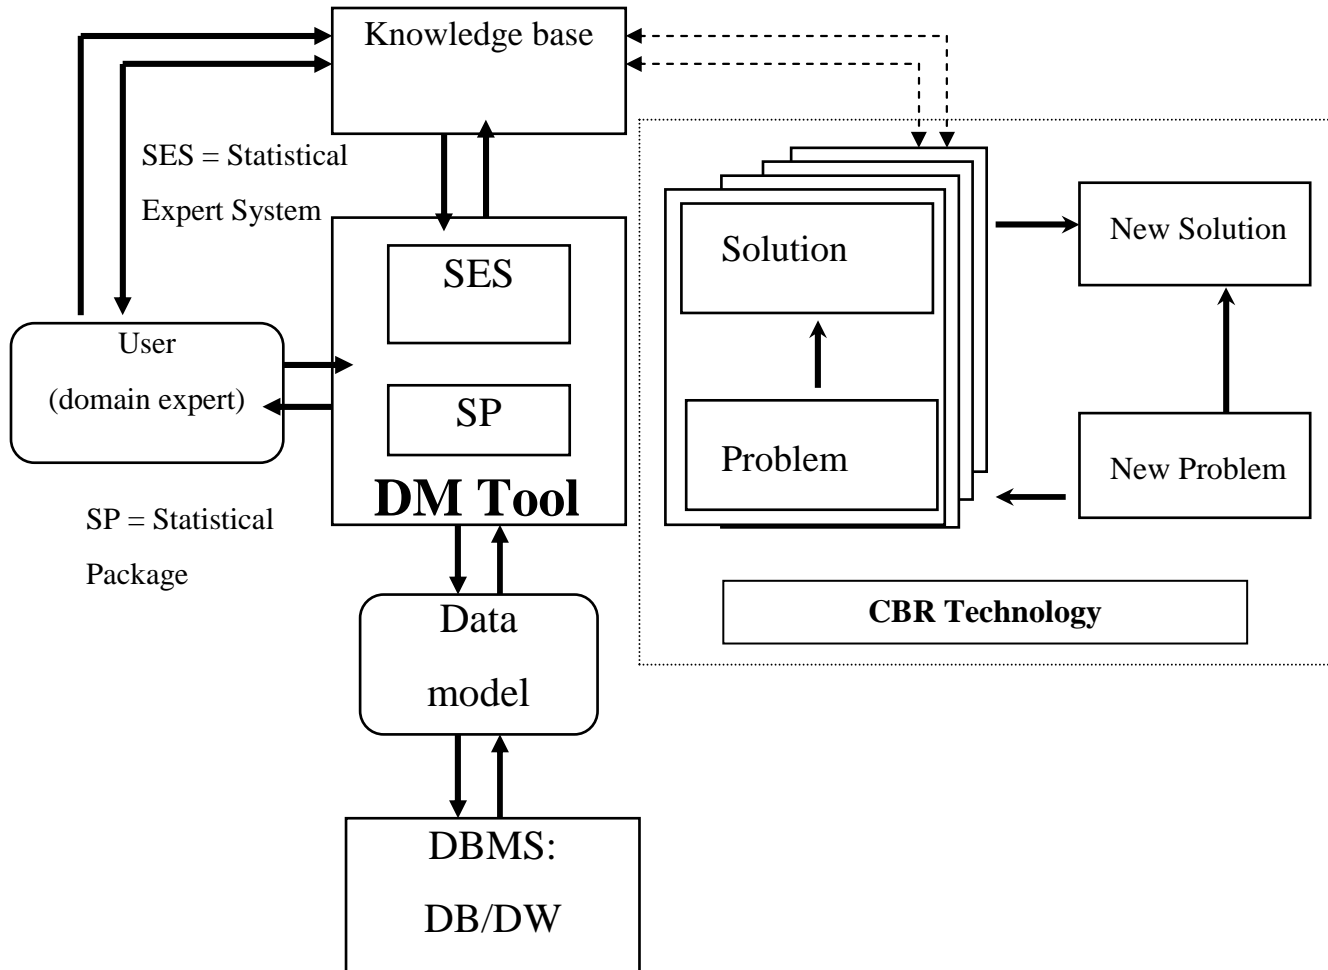 Knowledge base
SES = Statistical
Expert System
SES
User
(domain expert)
SP
DM Tool
SP = Statistical
Package
Data
model
DBMS:
DB/DW
Solution
Problem
New Solution
New Problem
CBR Technology